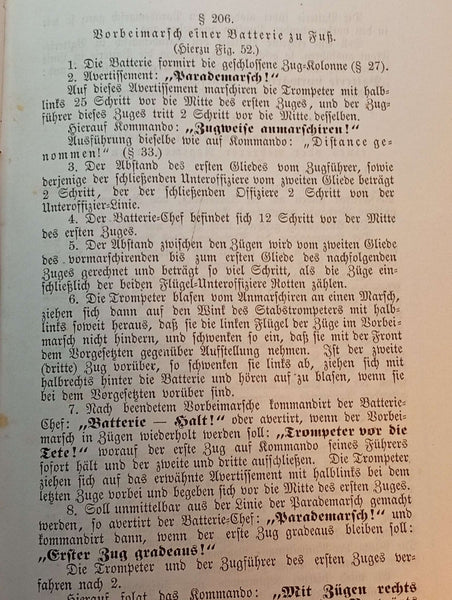 § 206.
Vorbeimarsch einer Batterie zu Fuß.
(Hierzu Fig. 52.)
1. Die Batterie formirt die geschlossene Zug-Kolonne (§ 27).
2. Avertissement: „Parademarsch!“
Auf dieses Avertissement marschiren die Trompeter mit halb-
links 25 Schritt vor die Mitte des ersten Zuges, und der Zug-
führer dieses Zuges tritt 2 Schritt vor die Mitte desselben.
Hierauf Kommando: „Zugweise anmarschiren!“
Ausführung dieselbe wie auf Kommando: „Distance ge-
nommen!“ (§ 33.)
3. Der Abstand des ersten Gliedes vom Zugführer, sowie
derjenige der schließenden Unteroffiziere vom zweiten Gliede beträgt
2 Schritt, der der schließenden Offiziere 2 Schritt von der
Unteroffizier-Linie.
4. Der Batterie-Chef befindet sich 12 Schritt vor der Mitte
des ersten Zuges.
5. Der Abstand zwischen den Zügen wird vom zweiten Gliede
des vormarschirenden bis zum ersten Gliede des nachfolgenden
Zuges gerechnet und beträgt so viel Schritt, als die Züge ein-
schließlich der beiden Flügel-Unteroffiziere Rotten zählen.
6. Die Trompeter blasen vom Anmarschiren an einen Marsch,
ziehen sich dann auf den Wink des Stabstrompeters mit halb-
links soweit heraus, daß sie die linken Flügel der Züge im Vorbei-
marsch nicht hindern, und schwenken so ein, daß sie mit der Front
dem Vorgesetzten gegenüber Aufstellung nehmen. Ist der zweite
(dritte) Zug vorüber, so schwenken sie links ab, ziehen sich mit
halbrechts hinter die Batterie und hören auf zu blasen, wenn sie
bei dem Vorgesetzten vorüber sind.
7. Nach beendetem Vorbeimarsche kommandirt der Batterie-
Chef: „Batterie — Halt!“ oder avertirt, wenn der Vorbei-
marsch in Zügen wiederholt werden soll: „Trompeter vor die
Tete!“ worauf der erste Zug auf Kommando seines Führers
sofort hält und der zweite und dritte aufschließen. Die Trompeter
ziehen sich auf das erwähnte Avertissement mit halblinks bei dem
letzten Zuge vorbei und begeben sich vor die Mitte des ersten Zuges.
8. Soll unmittelbar aus der Linie der Parademarsch gemacht
werden, so avertirt der Batterie-Chef: „Parademarsch!“ und
kommandirt dann, wenn der erste Zug gradeaus bleiben soll:
„Erster Zug gradeaus!“
Die Trompeter und der Zugführer des ersten Zuges ver-
fahren nach 2.
Hierauf folgt das Kommando: „Mit Zügen rechts